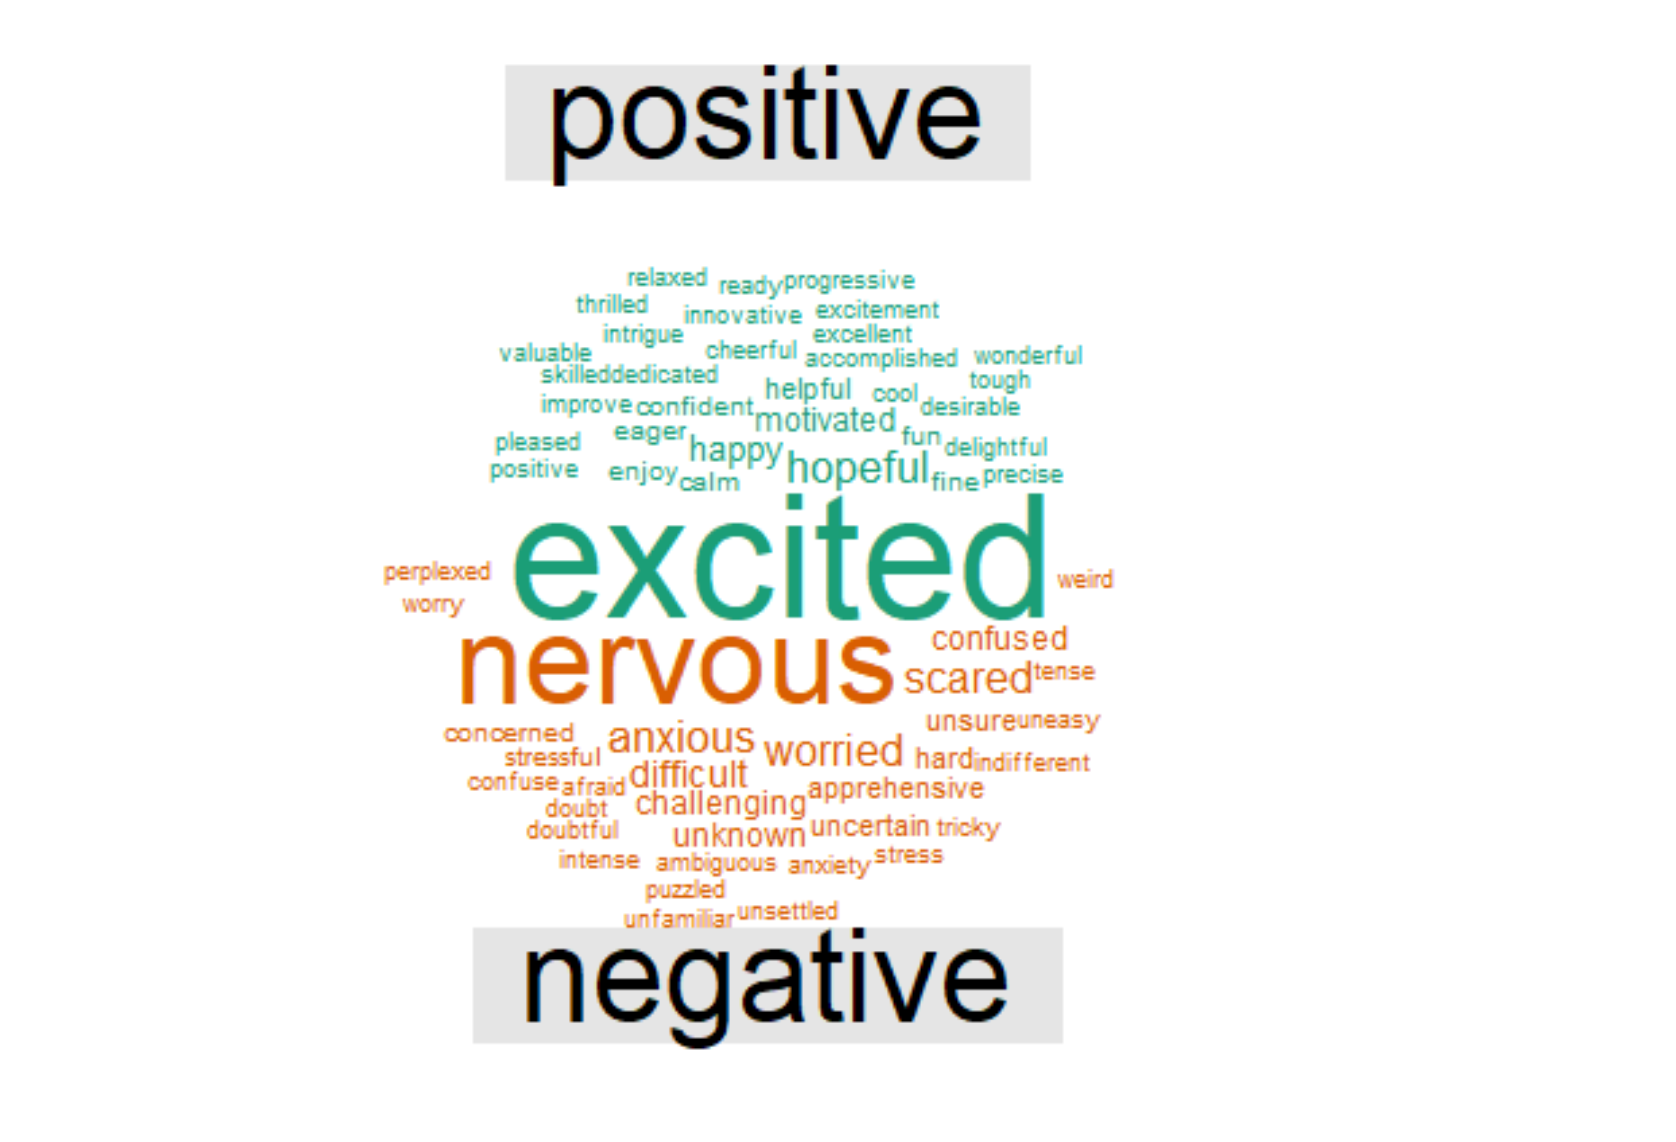 positive
relaxed ready progressive
thrilled innovative excitement
intrigue excellent
valuable cheerful accomplished wonderful
skilled dedicated tough
helpful cool
improve confident motivated desirable
eager happy fun delightful
pleased
positive enjoy calm hopeful fine precise
excited
perplexed weird
worry
nervous confused
scared tense
unsure uneasy
concerned anxious worried
stressful difficult hard indifferent
confuse afraid challenging apprehensive
doubt
doubtful unknown uncertain tricky
intense ambiguous anxiety stress
puzzled
unfamiliar unsettled
negative